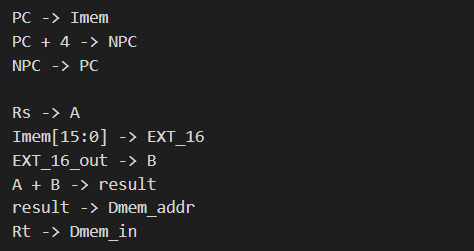 PC -> Imem
PC + 4 -> NPC
NPC -> PC
Rs -> A
Imem[15:0] -> EXT_16
EXT_16_out -> B
A + B -> result
result -> Dmem_addr
Rt -> Dmem_in